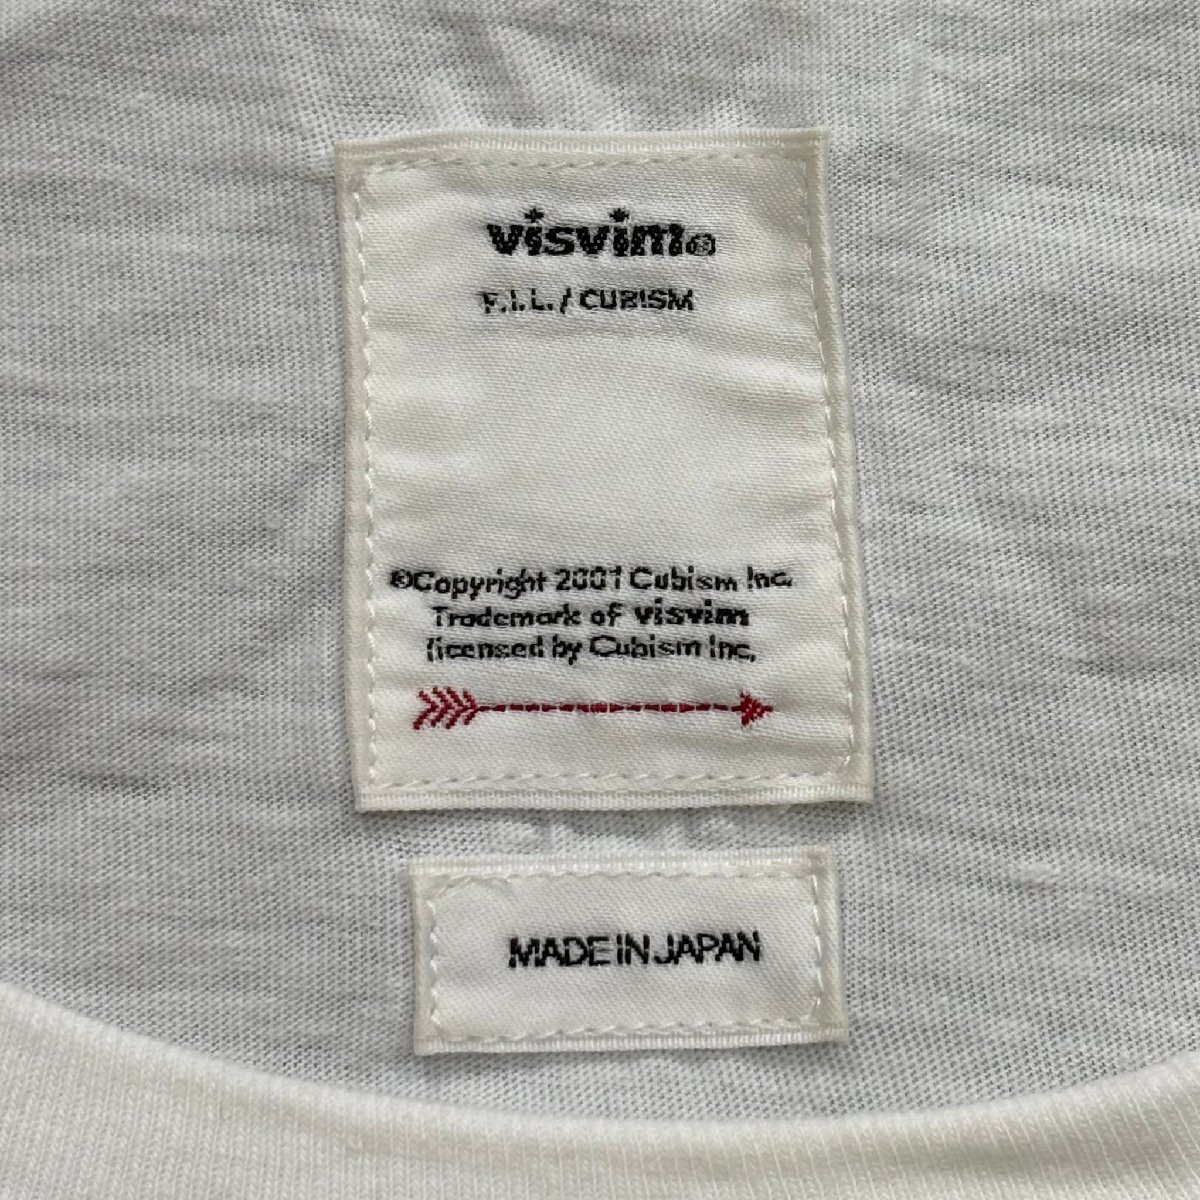 visvim®
F.I.L./CUBISM
©Copyright 2001 Cubism Inc.
Trademark of visvim
licensed by Cubism Inc.
MADE IN JAPAN